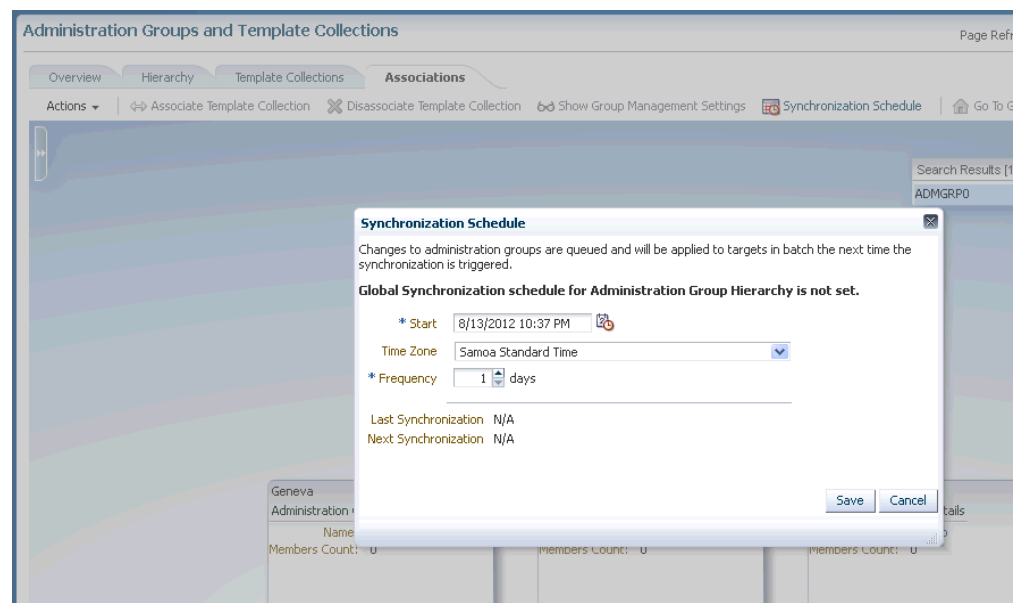 Administration Groups and Template Collections
Page Refr
Overview Hierarchy Template Collections Associations
Actions Associate Template Collection Disassociate Template Collection Show Group Management Settings Synchronization Schedule Go To G
Search Results [1
ADMGRP0
Synchronization Schedule
Changes to administration groups are queued and will be applied to targets in batch the next time the
synchronization is triggered.
Global Synchronization schedule for Administration Group Hierarchy is not set.
* Start 8/13/2012 10:37 PM
Time Zone Samoa Standard Time
* Frequency 1 days
Last Synchronization N/A
Next Synchronization N/A
Save Cancel
Geneva
Administration
tails
Name
Members Count: 0 Members Count: 0 Members Count: 0